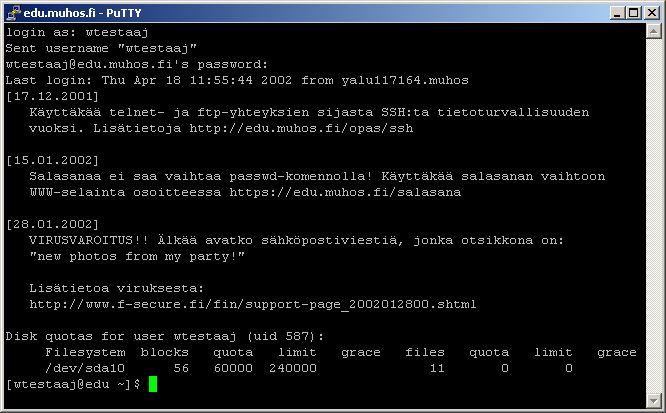 edu.muhos.fi - PuTTY
login as: wtestaaj
Sent username "wtestaaj"
wtestaaj@edu.muhos.fi's password:
Last login: Thu Apr 18 11:55:44 2002 from yalu117164.muhos
[17.12.2001]
Käyttäkää telnet- ja ftp-yhteyksien sijasta SSH:ta tietoturvallisuuden
vuoksi. Lisätietoja http://edu.muhos.fi/opas/ssh
[15.01.2002]
Salasanaa ei saa vaihtaa passwd-komennolla! Käyttäkää salasanan vaihtoon
WWW-selainta osoitteessa https://edu.muhos.fi/salasana
[28.01.2002]
VIRUSVAROITUS!! Älkää avatko sähköpostiviestiä, jonka otsikkona on:
"new photos from my party!"
Lisätietoa viruksesta:
http://www.f-secure.fi/fin/support-page_2002012800.shtml
Disk quotas for user wtestaaj (uid 587):
Filesystem blocks quota limit grace files quota limit grace
/dev/sda10 56 60000 240000 11 0 0
[wtestaaj@edu ~]$